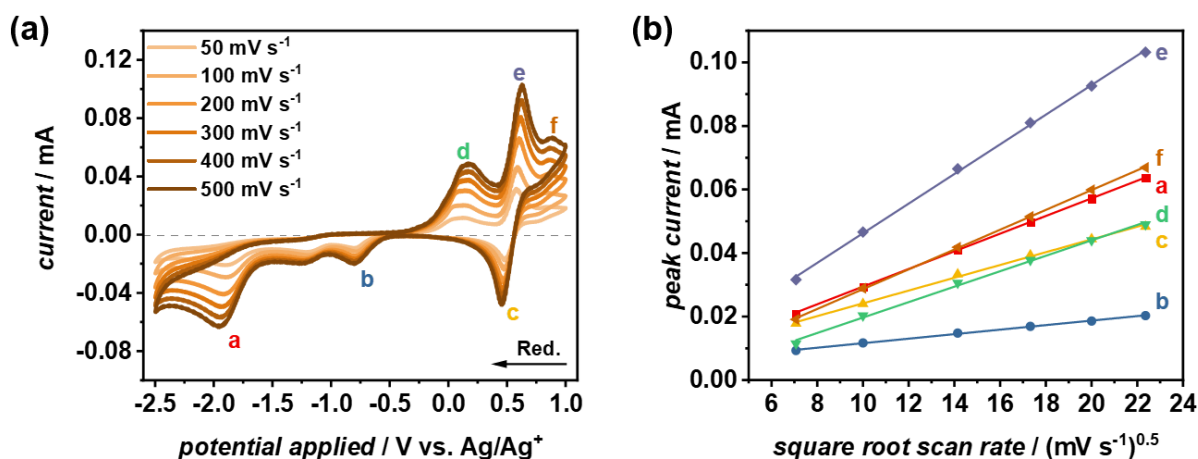 (a)
50 mV s⁻¹
100 mV s⁻¹
200 mV s⁻¹
300 mV s⁻¹
400 mV s⁻¹
500 mV s⁻¹
0.12
0.08
0.04
0.00
-0.04
-0.08
current / mA
a
b
c
d
e
f
Red.
-2.5 -2.0 -1.5 -1.0 -0.5 0.0 0.5 1.0
potential applied / V vs. Ag/Ag⁺
(b)
0.10
0.08
0.06
0.04
0.02
0.00
peak current / mA
e
f
a
d
c
b
6 8 10 12 14 16 18 20 22 24
square root scan rate / (mV s⁻¹)⁰·⁵